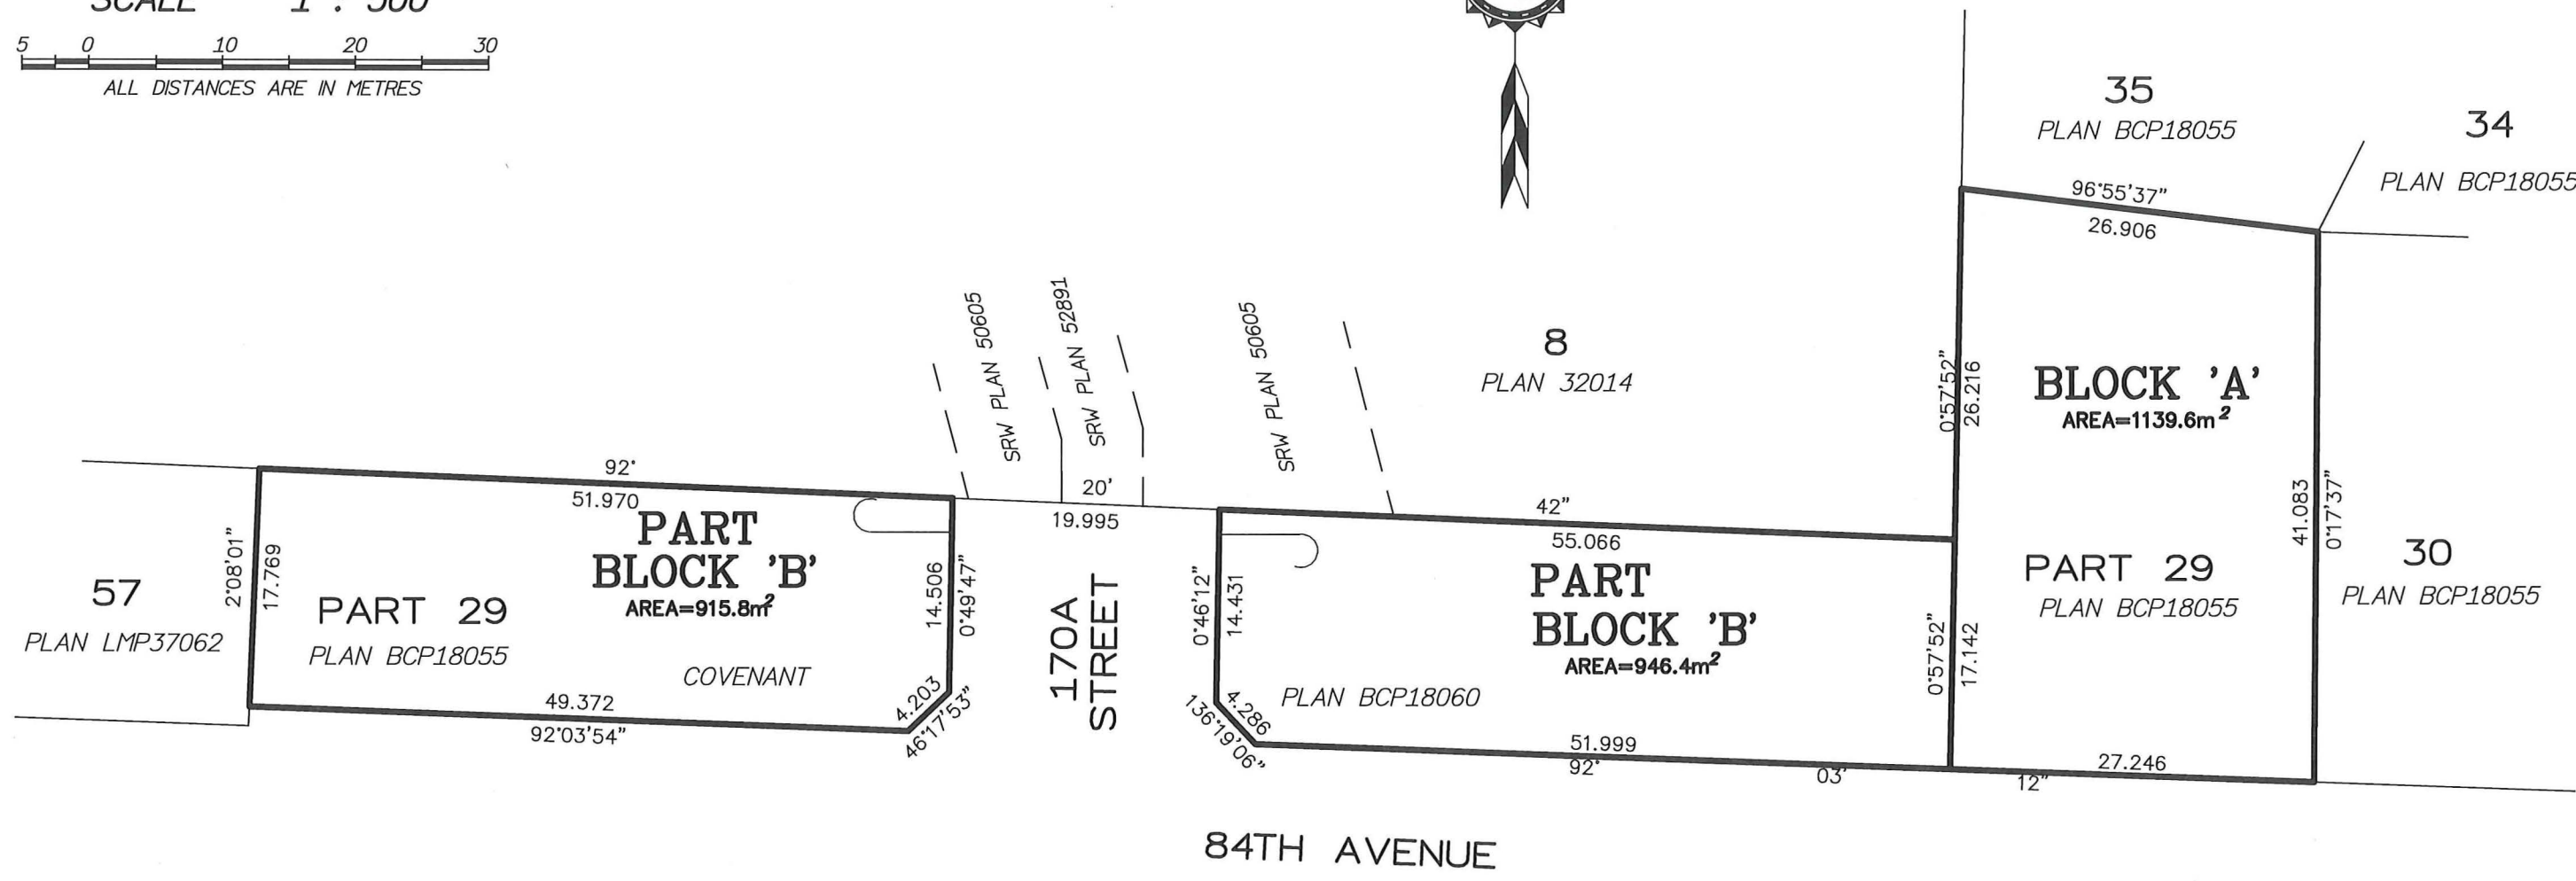 SCALE 1 : 500
5 0 10 20 30
ALL DISTANCES ARE IN METRES
35
PLAN BCP18055
34
PLAN BCP18055
96°55'37"
26.906
SRW PLAN 50605
SRW PLAN 52891
SRW PLAN 50605
8
PLAN 32014
0°57'52"
26.216
BLOCK 'A'
AREA=1139.6m²
41.083
0°17'37"
92°
51.970
20'
19.995
42"
55.066
57
PLAN LMP37062
2°08'01"
17.769
PART
BLOCK 'B'
AREA=915.8m²
PART 29
PLAN BCP18055
COVENANT
14.506
0°49'47"
4.203
46°17'53"
49.372
92°03'54"
170A
STREET
0°46'12"
14.431
4.286
136°19'06"
PLAN BCP18060
PART
BLOCK 'B'
AREA=946.4m²
0°57'52"
17.142
PART 29
PLAN BCP18055
30
PLAN BCP18055
51.999
92°
03'
12"
27.246
84TH AVENUE